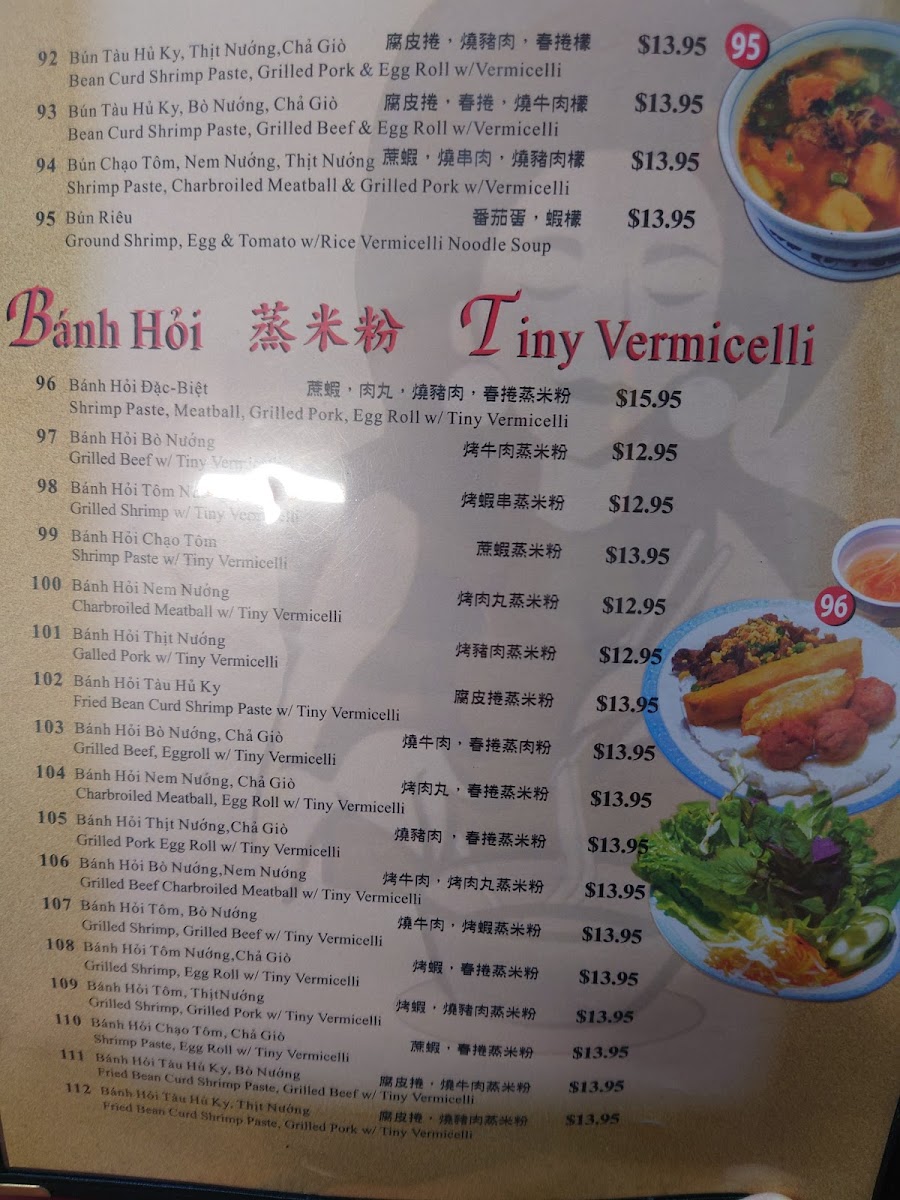 92 Bún Tàu Hủ Ky, Thịt Nướng,Chả Giò 腐皮捲，燒豬肉，春捲檬 $13.95
Bean Curd Shrimp Paste, Grilled Pork & Egg Roll w/Vermicelli
95
93 Bún Tàu Hủ Ky, Bò Nướng, Chả Giò 腐皮捲，春捲，燒牛肉檬 $13.95
Bean Curd Shrimp Paste, Grilled Beef & Egg Roll w/Vermicelli
94 Bún Chạo Tôm, Nem Nướng, Thịt Nướng 蔗蝦，燒串肉，燒豬肉檬 $13.95
Shrimp Paste, Charbroiled Meatball & Grilled Pork w/Vermicelli
95 Bún Riêu 番茄蛋，蝦檬 $13.95
Ground Shrimp, Egg & Tomato w/Rice Vermicelli Noodle Soup
Bánh Hỏi 蒸米粉 Tiny Vermicelli
96 Bánh Hỏi Đặc-Biệt 蔗蝦，肉丸，燒豬肉，春捲蒸米粉 $15.95
Shrimp Paste, Meatball, Grilled Pork, Egg Roll w/ Tiny Vermicelli
97 Bánh Hỏi Bò Nướng 烤牛肉蒸米粉 $12.95
Grilled Beef w/ Tiny Vermicelli
98 Bánh Hỏi Tôm 烤蝦串蒸米粉 $12.95
Grilled Shrimp w/ Tiny Vermicelli
99 Bánh Hỏi Chạo Tôm 蔗蝦蒸米粉 $13.95
Shrimp Paste w/ Tiny Vermicelli
100 Bánh Hỏi Nem Nướng 烤肉丸蒸米粉 $12.95
Charbroiled Meatball w/ Tiny Vermicelli
96
101 Bánh Hỏi Thịt Nướng 烤豬肉蒸米粉 $12.95
Galled Pork w/ Tiny Vermicelli
102 Bánh Hỏi Tàu Hủ Ky 腐皮捲蒸米粉 $13.95
Fried Bean Curd Shrimp Paste w/ Tiny Vermicelli
103 Bánh Hỏi Bò Nướng, Chả Giò 燒牛肉，春捲蒸肉粉 $13.95
Grilled Beef, Eggroll w/ Tiny Vermicelli
104 Bánh Hỏi Nem Nướng, Chả Giò 烤肉丸，春捲蒸米粉 $13.95
Charbroiled Meatball, Egg Roll w/ Tiny Vermicelli
105 Bánh Hỏi Thịt Nướng,Chả Giò 燒豬肉，春捲蒸米粉 $13.95
Grilled Pork Egg Roll w/ Tiny Vermicelli
106 Bánh Hỏi Bò Nướng,Nem Nướng 烤牛肉，烤肉丸蒸米粉 $13.95
Grilled Beef Charbroiled Meatball w/ Tiny Vermicelli
107 Bánh Hỏi Tôm, Bò Nướng 燒牛肉，烤蝦蒸米粉 $13.95
Grilled Shrimp, Grilled Beef w/ Tiny Vermicelli
108 Bánh Hỏi Tôm Nướng,Chả Giò 烤蝦，春捲蒸米粉 $13.95
Grilled Shrimp, Egg Roll w/ Tiny Vermicelli
109 Bánh Hỏi Tôm, ThịtNướng 烤蝦，燒豬肉蒸米粉 $13.95
Grilled Shrimp, Grilled Pork w/ Tiny Vermicelli
110 Bánh Hỏi Chạo Tôm, Chả Giò 蔗蝦，春捲蒸米粉 $13.95
Shrimp Paste, Egg Roll w/ Tiny Vermicelli
111 Bánh Hỏi Tàu Hủ Ky, Bò Nướng 腐皮捲，燒牛肉蒸米粉 $13.95
Fried Bean Curd Shrimp Paste, Grilled Beef w/ Tiny Vermicelli
112 Bánh Hỏi Tàu Hủ Ky, Thịt Nướng 腐皮捲，燒豬肉蒸米粉 $13.95
Fried Bean Curd Shrimp Paste, Grilled Pork w/ Tiny Vermicelli